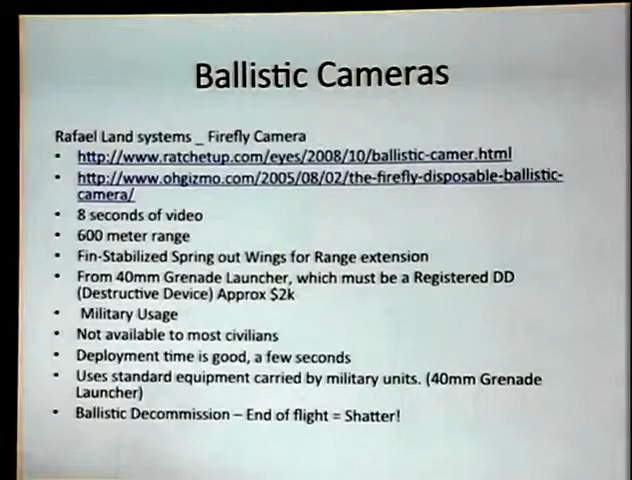 Ballistic Cameras
Rafael Land systems _ Firefly Camera
• http://www.ratchetup.com/eyes/2008/10/ballistic-camer.html
• http://www.ohgizmo.com/2005/08/02/the-firefly-disposable-ballistic-
camera/
• 8 seconds of video
• 600 meter range
• Fin-Stabilized Spring out Wings for Range extension
• From 40mm Grenade Launcher, which must be a Registered DD
(Destructive Device) Approx $2k
• Military Usage
• Not available to most civilians
• Deployment time is good, a few seconds
• Uses standard equipment carried by military units. (40mm Grenade
Launcher)
• Ballistic Decommission – End of flight = Shatter!